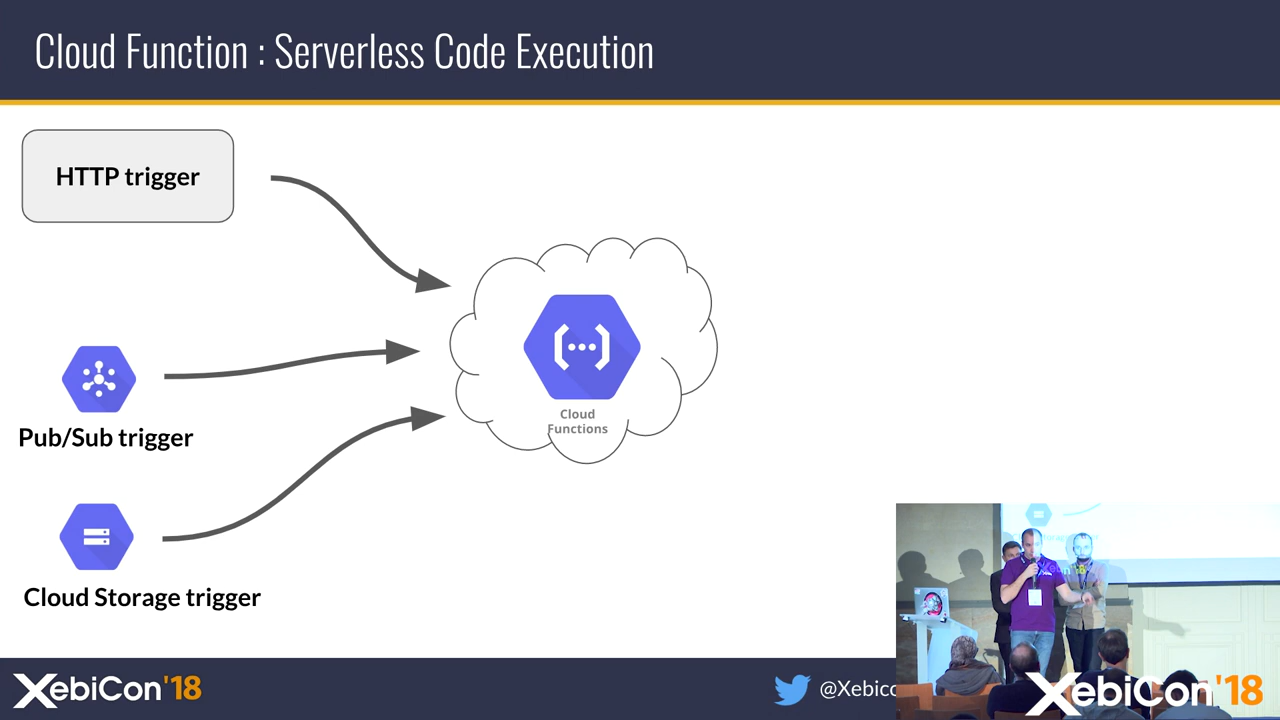 Cloud Function : Serverless Code Execution
HTTP trigger
Cloud
Functions
Pub/Sub trigger
Cloud Storage trigger
XebiCon'18
@Xebico
XebiCon'18